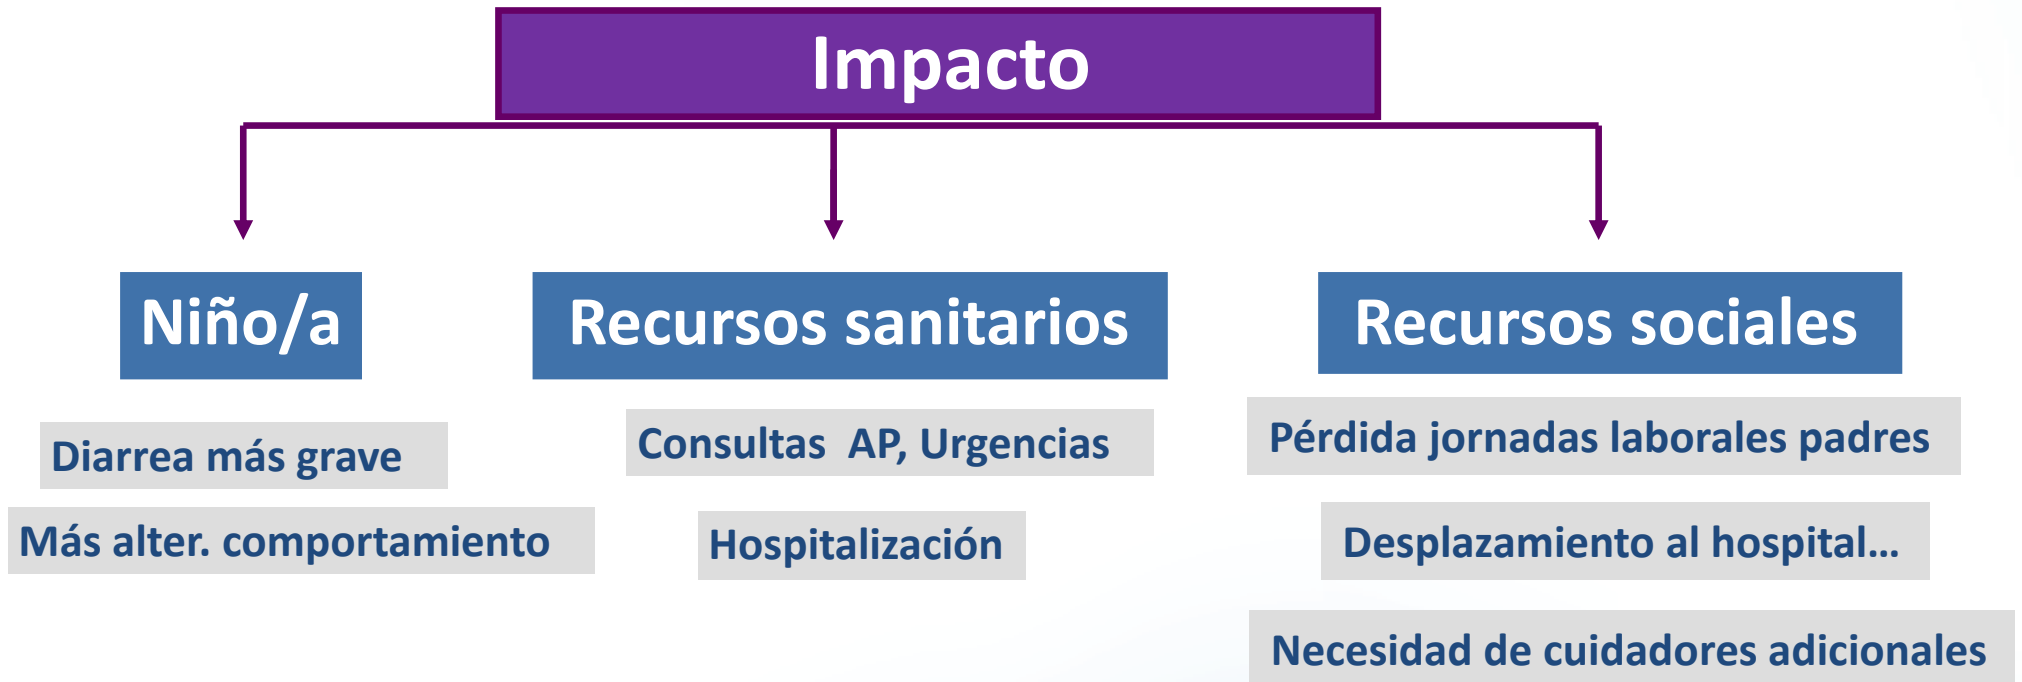 Impacto
Niño/a
Diarrea más grave
Más alter. comportamiento
Recursos sanitarios
Consultas AP, Urgencias
Hospitalización
Recursos sociales
Pérdida jornadas laborales padres
Desplazamiento al hospital...
Necesidad de cuidadores adicionales